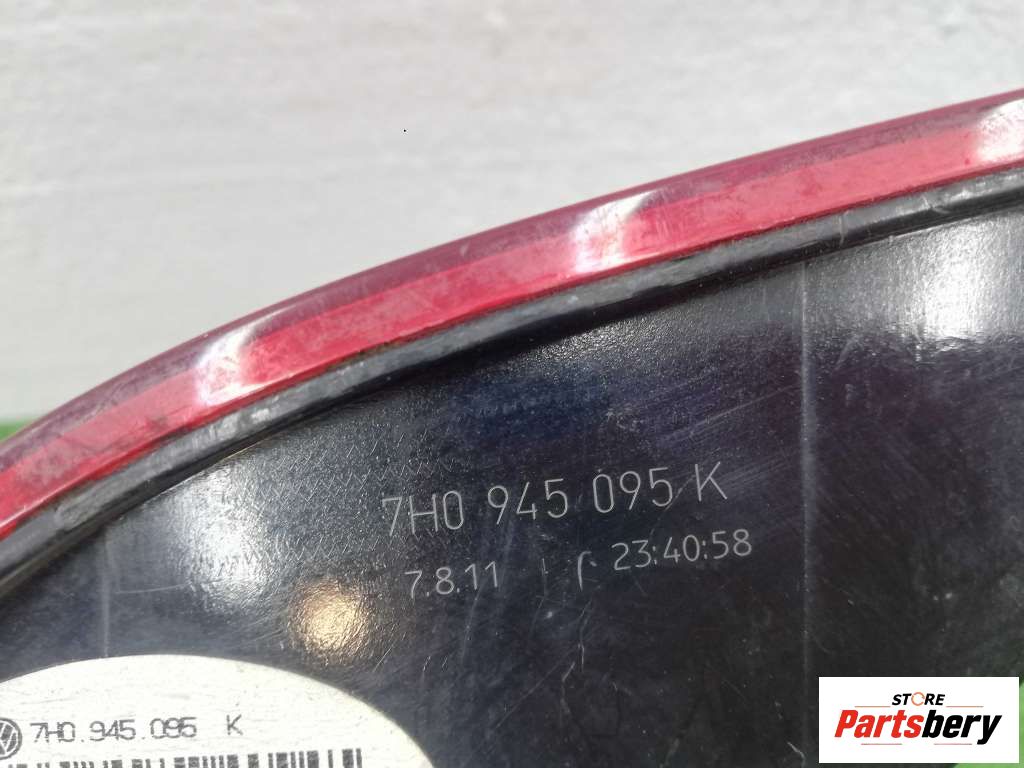 7H0 945 095 K
7.8.11 23:40:58
7H0.945.095 K
STORE
Partsbery